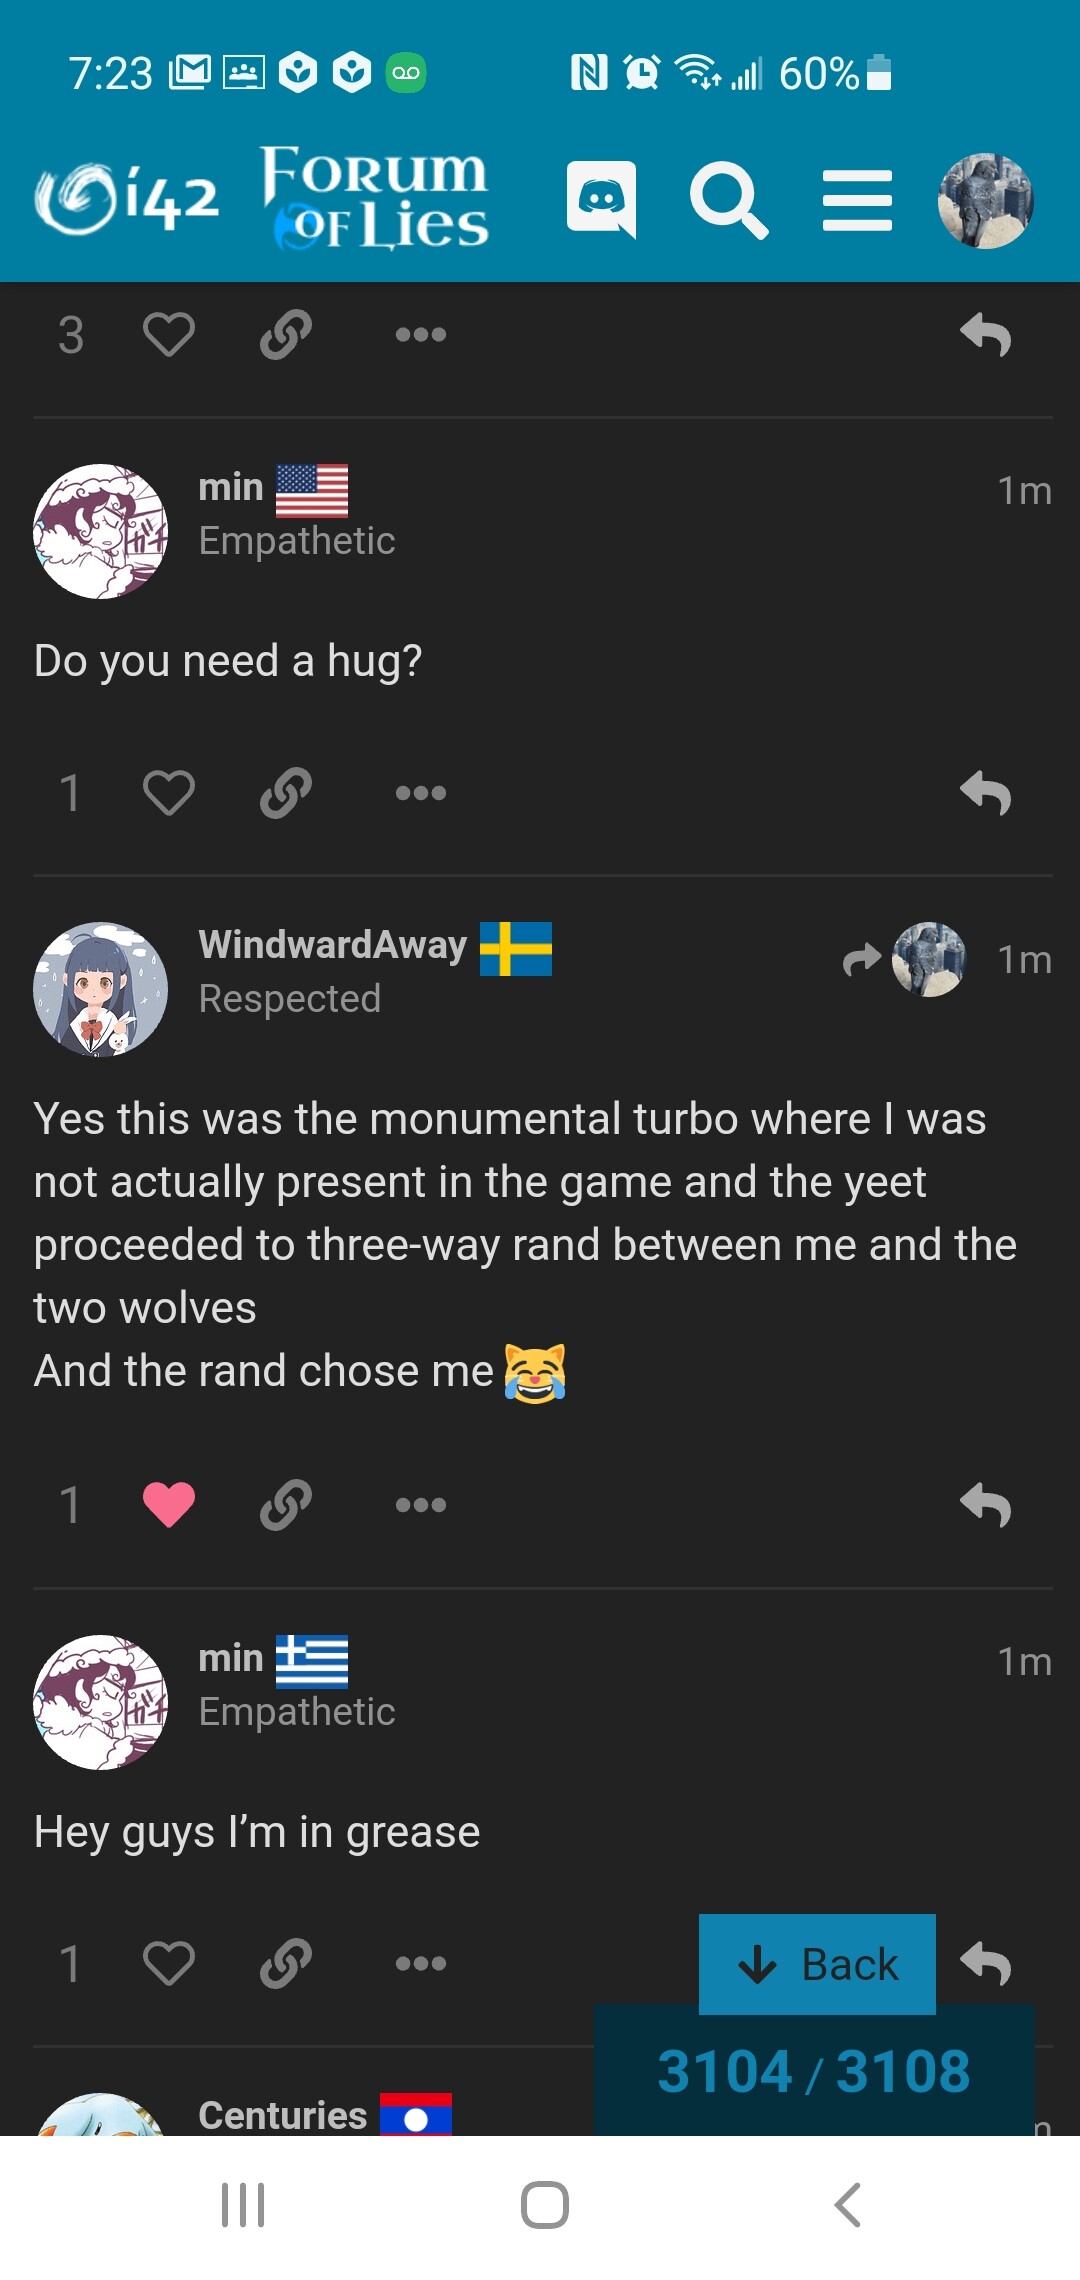 7:23
60%
í42 FORUM
OF LiES
3
min
1m
Empathetic
Do you need a hug?
1
WindwardAway
1m
Respected
Yes this was the monumental turbo where I was
not actually present in the game and the yeet
proceeded to three-way rand between me and the
two wolves
And the rand chose me
1
min
1m
Empathetic
Hey guys I’m in grease
1
Back
3104 / 3108
Centuries